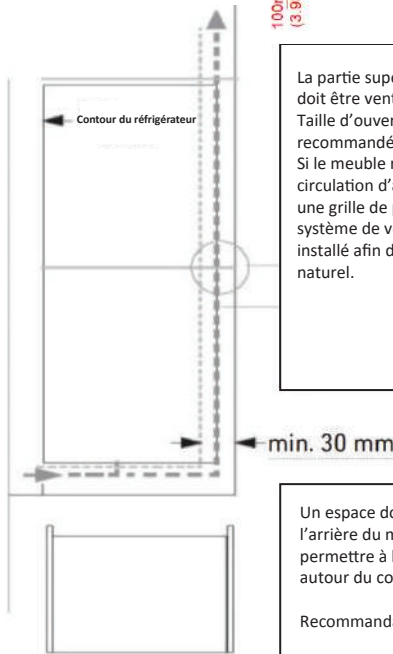 100
(3.9
La partie supé
doit être vent
Taille d’ouver
recommandé
Si le meuble n
circulation d’a
une grille de p
système de va
installé afin d
naturel.
Contour du réfrigérateur
min. 30 mm
Un espace do
l’arrière du m
permettre à l
autour du co
Recommanda